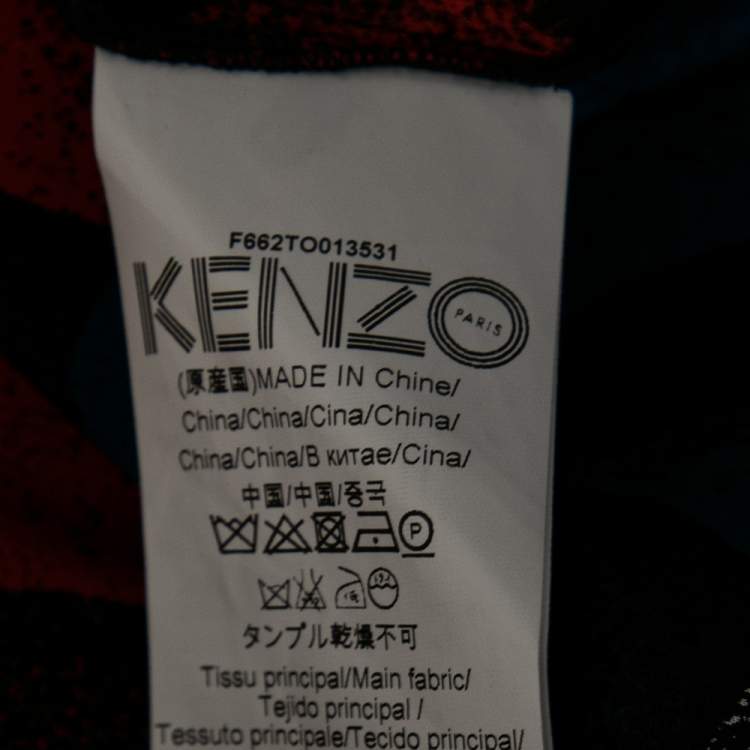 F662TO013531
KENZO
PARIS
(原産国)MADE IN Chine/
China/China/Cina/China/
China/China/В китае/Cina/
中国/中国/중국
P
タンプル乾燥不可
Tissu principal/Main fabric/
Tejido principal /
Tessuto principale/Tecido principal/